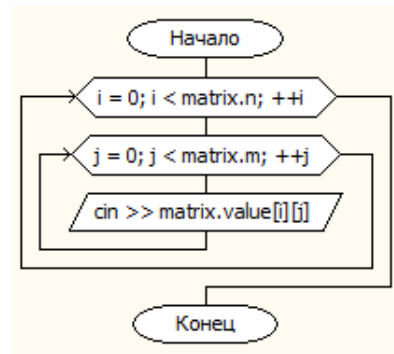 Начало
i = 0; i < matrix.n; ++i
j = 0; j < matrix.m; ++j
cin >> matrix.value[i][j]
Конец